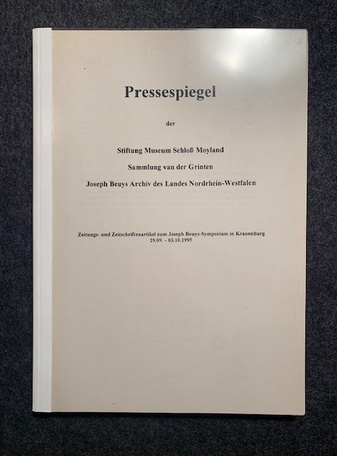 Pressespiegel
der
Stiftung Museum Schloß Moyland
Sammlung van der Grinten
Joseph Beuys Archiv des Landes Nordrhein-Westfalen
Zeitungs- und Zeitschriftenartikel zum Joseph Beuys-Symposium in Kranenburg
29.09. - 03.10.1995